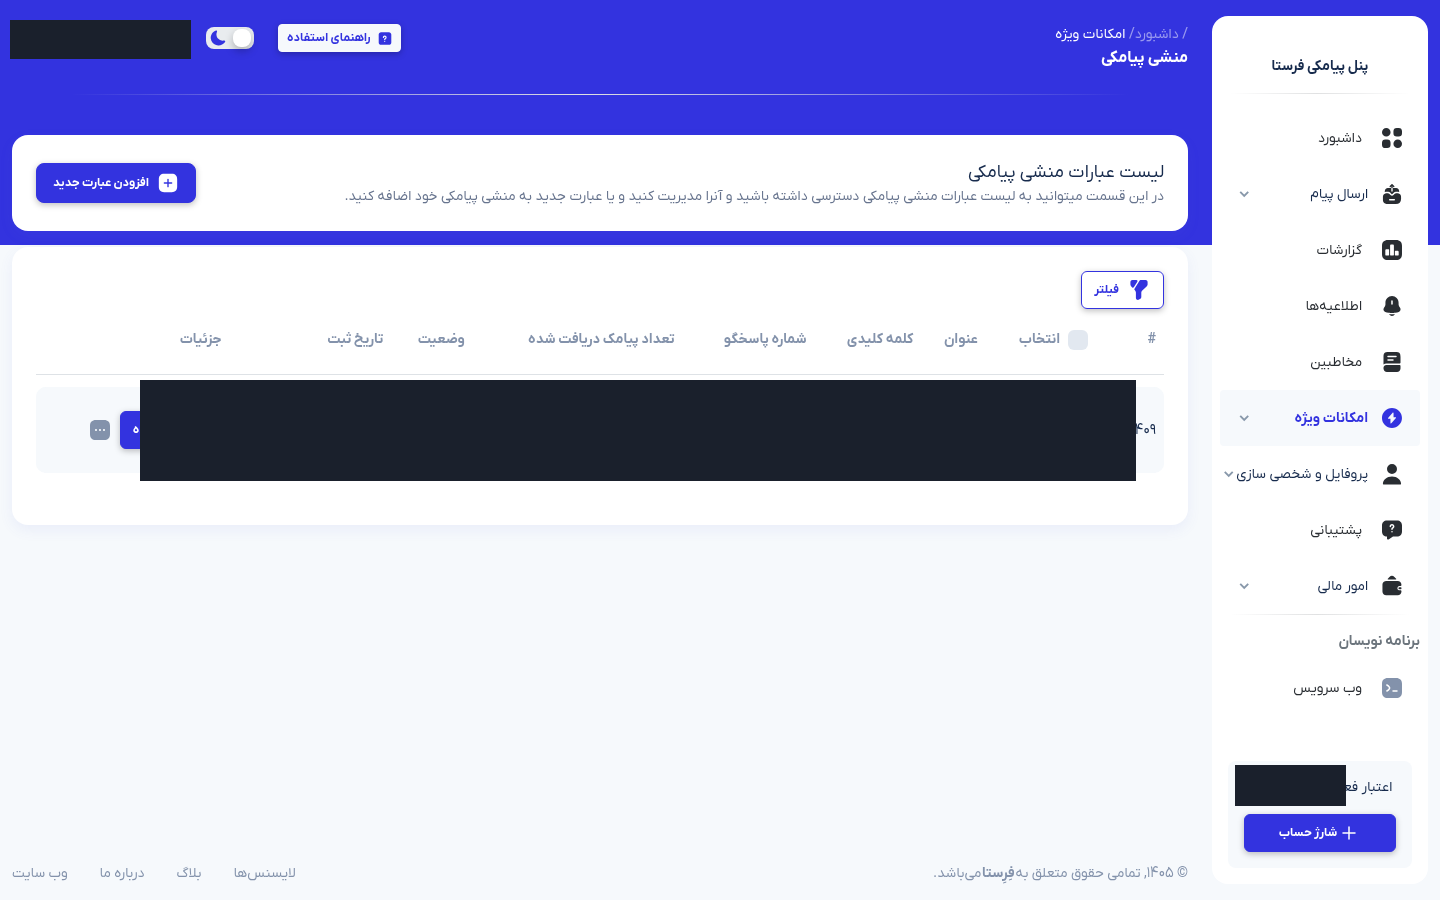 پنل پیامکی فرستا
داشبورد
ارسال پیام
گزارشات
اطلاعیه‌ها
مخاطبین
امکانات ویژه
پروفایل و شخصی سازی
پشتیبانی
امور مالی
برنامه نویسان
وب سرویس
اعتبار
شارژ حساب
/ داشبورد/ امکانات ویژه
منشی پیامکی
راهنمای استفاده
لیست عبارات منشی پیامکی
در این قسمت میتوانید به لیست عبارات منشی پیامکی دسترسی داشته باشید و آنرا مدیریت کنید و یا عبارت جدید به منشی پیامکی خود اضافه کنید.
افزودن عبارت جدید
فیلتر
# انتخاب عنوان کلمه کلیدی شماره پاسخگو تعداد پیامک دریافت شده وضعیت تاریخ ثبت جزئیات
© ۱۴۰۵, تمامی حقوق متعلق به فِرِستا می‌باشد.
لایسنس‌ها بلاگ درباره ما وب سایت